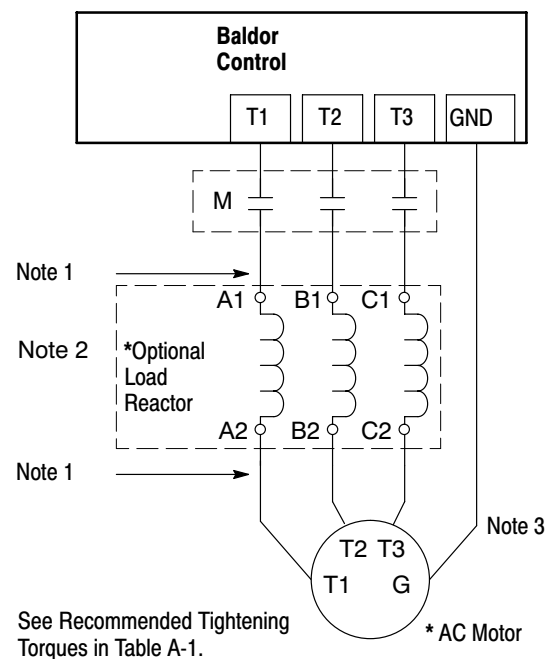 Baldor
Control
T1 T2 T3 GND
M
Note 1
A1 B1 C1
Note 2
*Optional
Load
Reactor
A2 B2 C2
Note 1
Note 3
T2 T3
T1 G
* AC Motor
See Recommended Tightening
Torques in Table A-1.